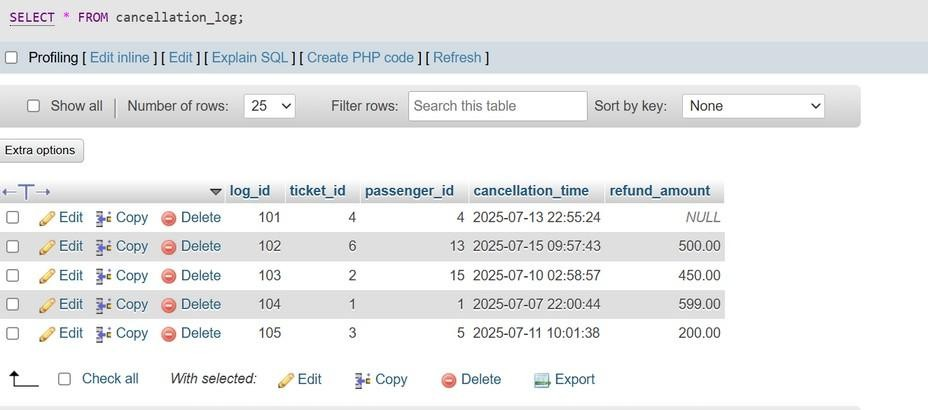 SELECT * FROM cancellation_log;
Profiling [ Edit inline ] [ Edit ] [ Explain SQL ] [ Create PHP code ] [ Refresh ]
Show all Number of rows: 25 Filter rows: Search this table Sort by key: None
Extra options
←T→ log_id ticket_id passenger_id cancellation_time refund_amount
Edit Copy Delete 101 4 4 2025-07-13 22:55:24 NULL
Edit Copy Delete 102 6 13 2025-07-15 09:57:43 500.00
Edit Copy Delete 103 2 15 2025-07-10 02:58:57 450.00
Edit Copy Delete 104 1 1 2025-07-07 22:00:44 599.00
Edit Copy Delete 105 3 5 2025-07-11 10:01:38 200.00
Check all With selected: Edit Copy Delete Export